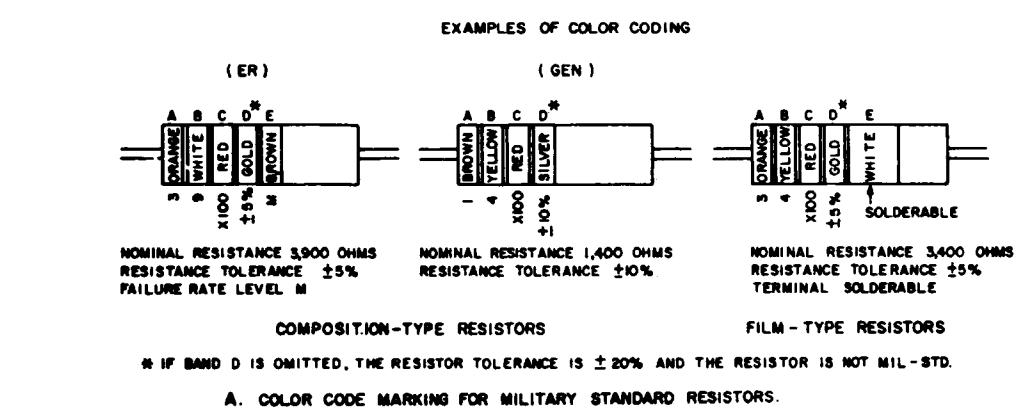 EXAMPLES OF COLOR CODING
(ER)
(GEN)
A B C D* E
A B C D*
A B C D* E
ORANGE WHITE RED GOLD BROWN
BROWN YELLOW RED SILVER
ORANGE YELLOW RED GOLD WHITE
3 9 X100 ±5% M
1 4 X100 ±10%
3 4 X100 ±5%
SOLDERABLE
NOMINAL RESISTANCE 3,900 OHMS
RESISTANCE TOLERANCE ±5%
FAILURE RATE LEVEL M
NOMINAL RESISTANCE 1,400 OHMS
RESISTANCE TOLERANCE ±10%
NOMINAL RESISTANCE 3,400 OHMS
RESISTANCE TOLERANCE ±5%
TERMINAL SOLDERABLE
COMPOSITION-TYPE RESISTORS
FILM-TYPE RESISTORS
* IF BAND D IS OMITTED, THE RESISTOR TOLERANCE IS ±20% AND THE RESISTOR IS NOT MIL-STD.
A. COLOR CODE MARKING FOR MILITARY STANDARD RESISTORS.